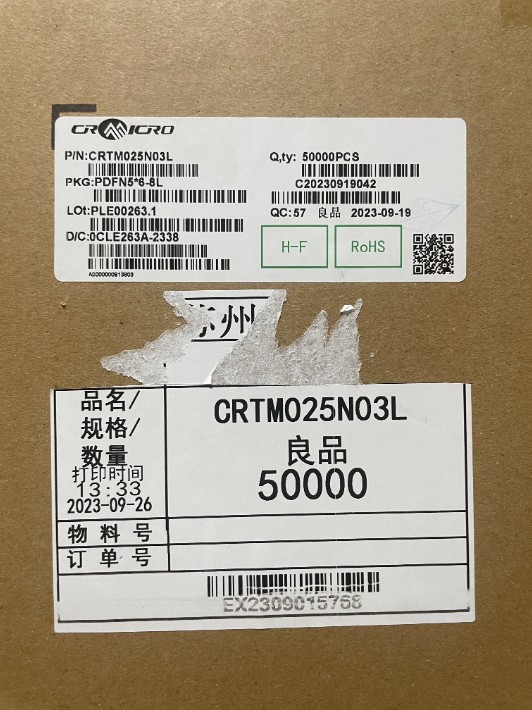 CRMICRO
P/N:CRTM025N03L
Q,ty: 50000PCS
PKG:PDFN5*6-8L
C20230919042
LOT:PLE00263.1
QC:57 良品 2023-09-19
D/C:0CLE263A-2338
H-F
RoHS
A0000000913803
州
品名/
规格/
数量
CRTM025N03L
良品
50000
打印时间
13:33
2023-09-26
物料号
订单号
EX2309015768